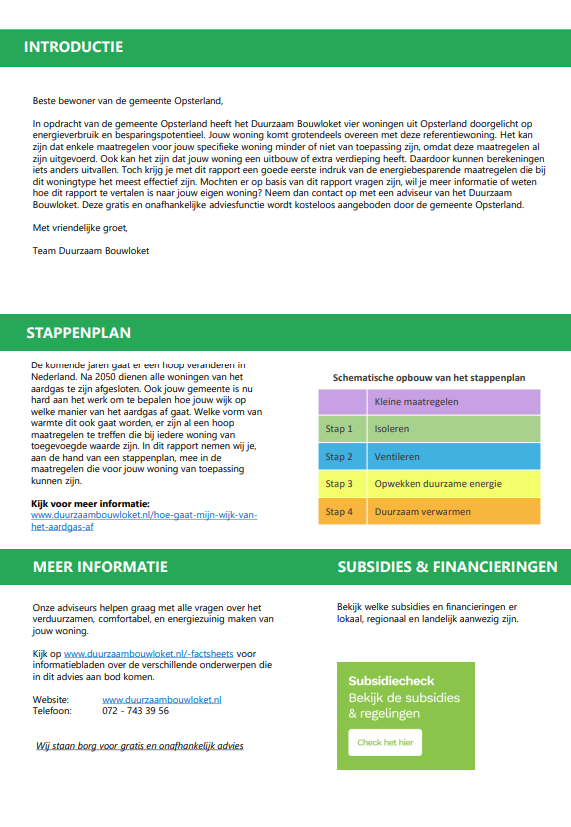 INTRODUCTIE
Beste bewoner van de gemeente Opsterland,
In opdracht van de gemeente Opsterland heeft het Duurzaam Bouwloket vier woningen uit Opsterland doorgelicht op
energieverbruik en besparingspotentieel. Jouw woning komt grotendeels overeen met deze referentiewoning. Het kan
zijn dat enkele maatregelen voor jouw specifieke woning minder of niet van toepassing zijn, omdat deze maatregelen al
zijn uitgevoerd. Ook kan het zijn dat jouw woning een uitbouw of extra verdieping heeft. Daardoor kunnen berekeningen
iets anders uitvallen. Toch krijg je met dit rapport een goede eerste indruk van de energiebesparende maatregelen die bij
dit woningtype het meest effectief zijn. Mochten er op basis van dit rapport vragen zijn, wil je meer informatie of weten
hoe dit rapport te vertalen is naar jouw eigen woning? Neem dan contact op met een adviseur van het Duurzaam
Bouwloket. Deze gratis en onafhankelijke adviesfunctie wordt kosteloos aangeboden door de gemeente Opsterland.
Met vriendelijke groet,
Team Duurzaam Bouwloket
STAPPENPLAN
De komende jaren gaat er een hoop veranderen in
Nederland. Na 2050 dienen alle woningen van het
aardgas te zijn afgesloten. Ook jouw gemeente is nu
hard aan het werk om te bepalen hoe jouw wijk op
welke manier van het aardgas af gaat. Welke vorm van
warmte dit ook gaat worden, er zijn al een hoop
maatregelen te treffen die bij iedere woning van
toegevoegde waarde zijn. In dit rapport nemen wij je,
aan de hand van een stappenplan, mee in de
maatregelen die voor jouw woning van toepassing
kunnen zijn.
Kijk voor meer informatie:
www.duurzaambouwloket.nl/hoe-gaat-mijn-wijk-van-
het-aardgas-af
Schematische opbouw van het stappenplan
Kleine maatregelen
Stap 1 Isoleren
Stap 2 Ventileren
Stap 3 Opwekken duurzame energie
Stap 4 Duurzaam verwarmen
MEER INFORMATIE
Onze adviseurs helpen graag met alle vragen over het
verduurzamen, comfortabel, en energiezuinig maken van
jouw woning.
Kijk op www.duurzaambouwloket.nl/-factsheets voor
informatiebladen over de verschillende onderwerpen die
in dit advies aan bod komen.
Website: www.duurzaambouwloket.nl
Telefoon: 072 - 743 39 56
Wij staan borg voor gratis en onafhankelijk advies
SUBSIDIES & FINANCIERINGEN
Bekijk welke subsidies en financieringen er
lokaal, regionaal en landelijk aanwezig zijn.
Subsidiecheck
Bekijk de subsidies
& regelingen
Check het hier